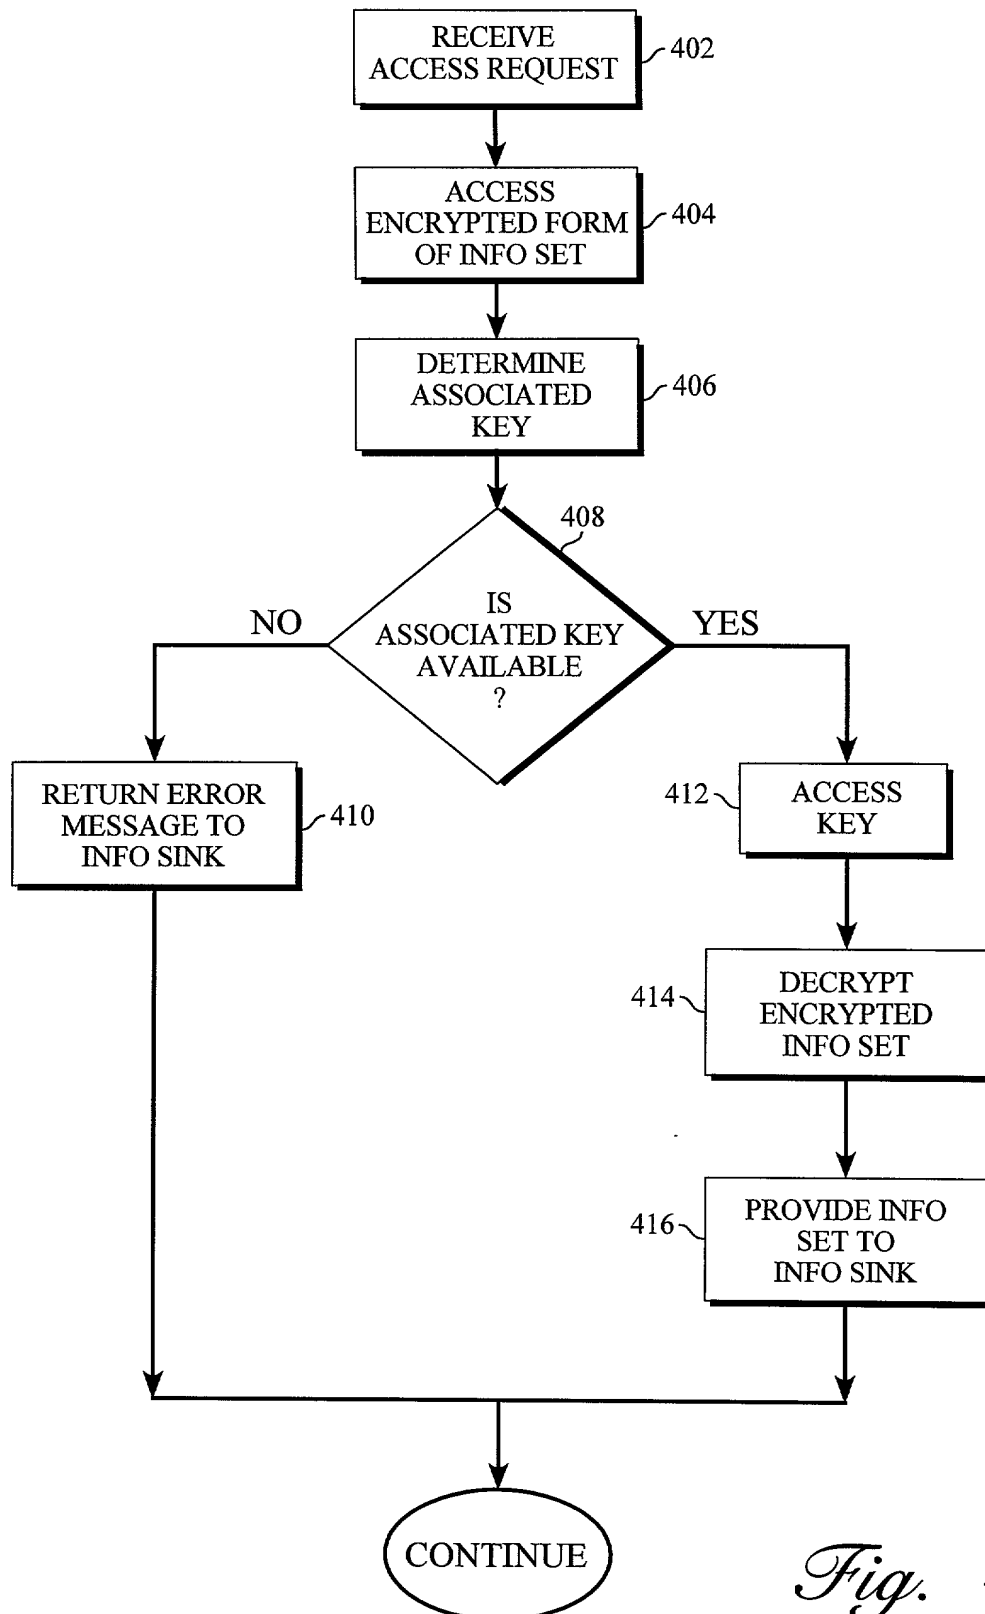 RECEIVE
ACCESS REQUEST
402
ACCESS
ENCRYPTED FORM
OF INFO SET
404
DETERMINE
ASSOCIATED
KEY
406
408
IS
ASSOCIATED KEY
AVAILABLE
?
NO
YES
RETURN ERROR
MESSAGE TO
INFO SINK
410
412
ACCESS
KEY
414
DECRYPT
ENCRYPTED
INFO SET
416
PROVIDE INFO
SET TO
INFO SINK
CONTINUE
Fig.